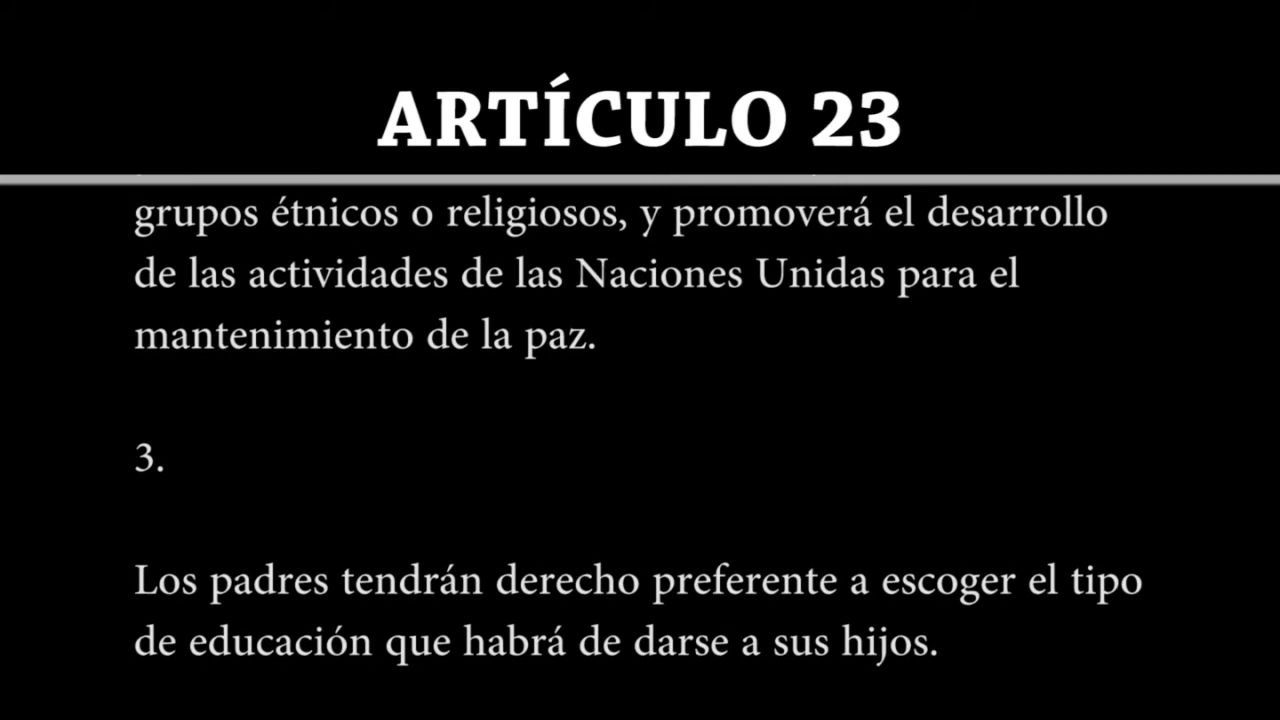 ARTÍCULO 23
grupos étnicos o religiosos, y promoverá el desarrollo
de las actividades de las Naciones Unidas para el
mantenimiento de la paz.
3.
Los padres tendrán derecho preferente a escoger el tipo
de educación que habrá de darse a sus hijos.